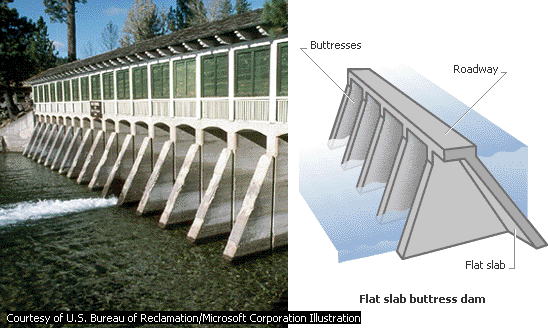 Buttresses
Roadway
Flat slab
Flat slab buttress dam
Courtesy of U.S. Bureau of Reclamation/Microsoft Corporation Illustration